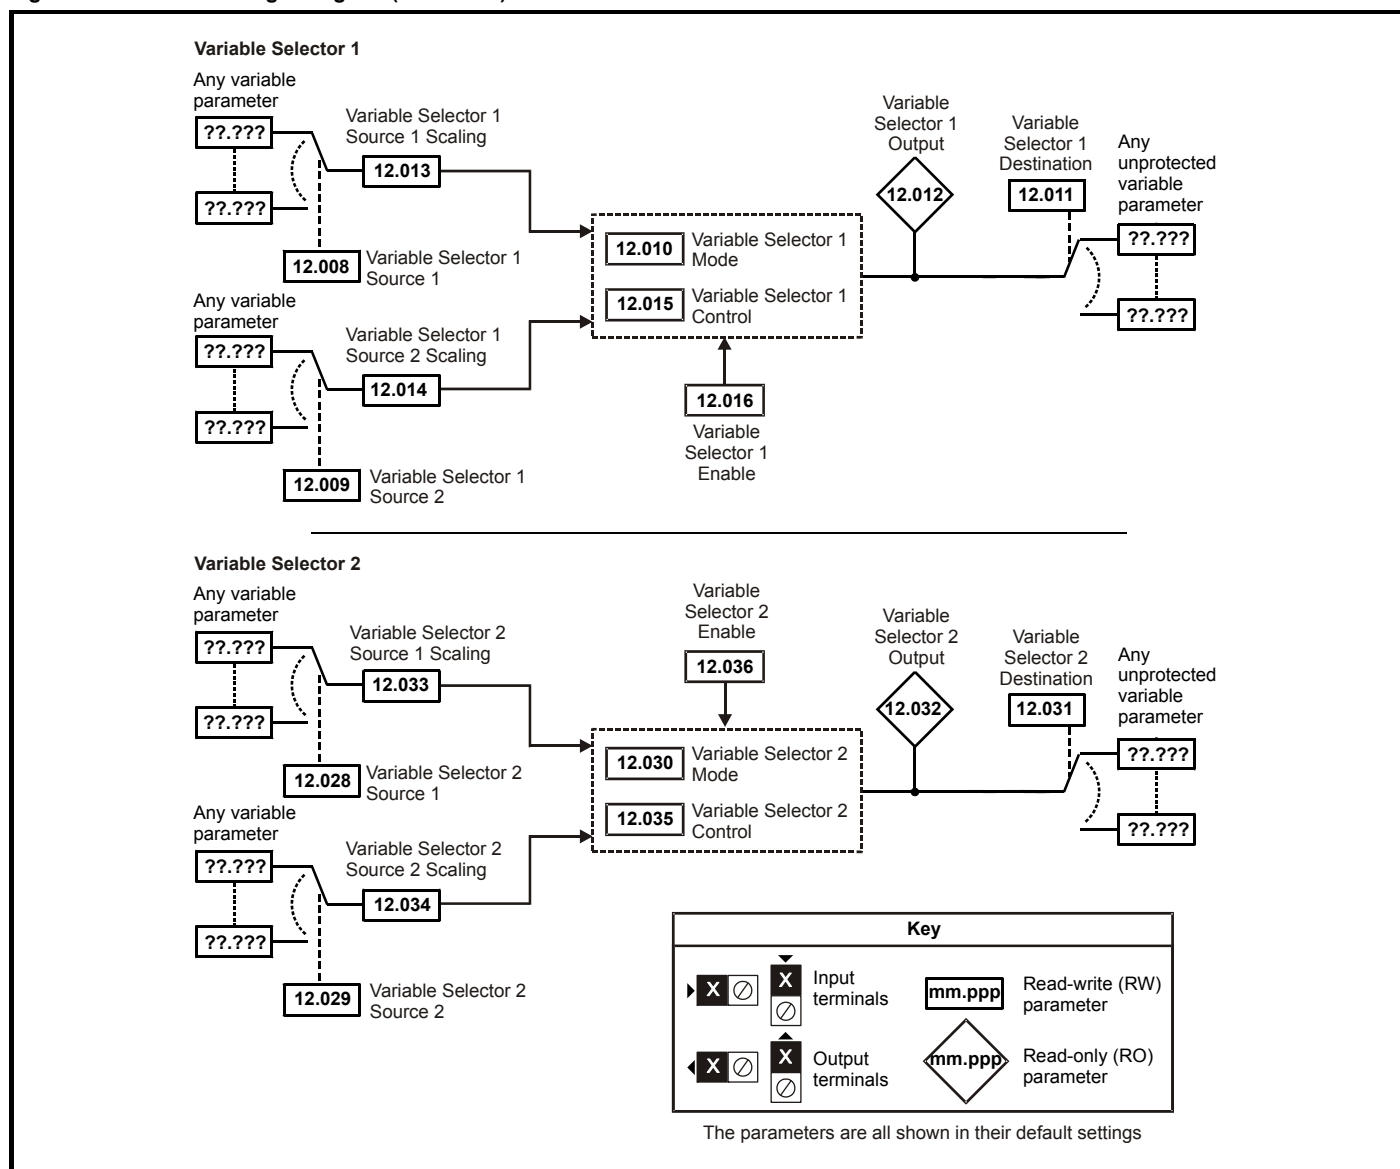 Variable Selector 1
Any variable
parameter
??.???
??.???
Variable Selector 1
Source 1 Scaling
12.013
12.008
Variable Selector 1
Source 1
Any variable
parameter
??.???
??.???
Variable Selector 1
Source 2 Scaling
12.014
12.009
Variable Selector 1
Source 2
12.010
Variable Selector 1
Mode
12.015
Variable Selector 1
Control
12.016
Variable
Selector 1
Enable
Variable
Selector 1
Output
12.012
Variable
Selector 1
Destination
12.011
Any
unprotected
variable
parameter
??.???
??.???
Variable Selector 2
Any variable
parameter
??.???
??.???
Variable Selector 2
Source 1 Scaling
12.033
12.028
Variable Selector 2
Source 1
Any variable
parameter
??.???
??.???
Variable Selector 2
Source 2 Scaling
12.034
12.029
Variable Selector 2
Source 2
Variable
Selector 2
Enable
12.036
12.030
Variable Selector 2
Mode
12.035
Variable Selector 2
Control
Variable
Selector 2
Output
12.032
Variable
Selector 2
Destination
12.031
Any
unprotected
variable
parameter
??.???
??.???
Key
X
X
Input
terminals
mm.ppp
Read-write (RW)
parameter
X
X
Output
terminals
mm.ppp
Read-only (RO)
parameter
The parameters are all shown in their default settings